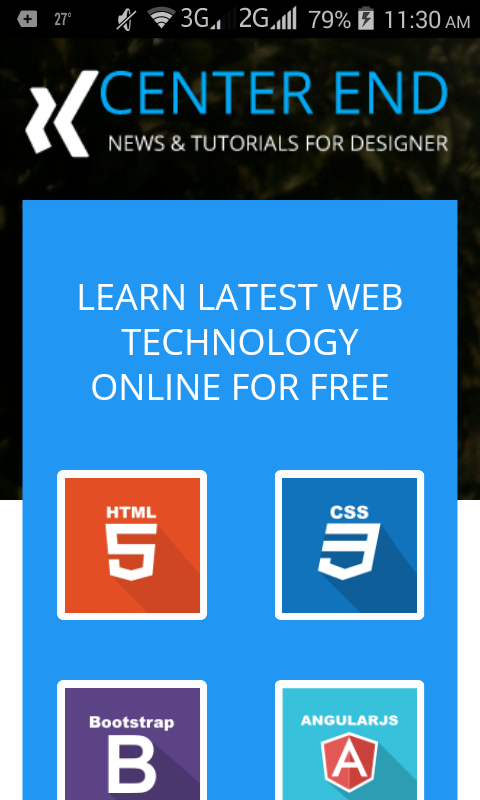 27° 3G 2G 79% 11:30 AM
CENTER END
NEWS & TUTORIALS FOR DESIGNER
LEARN LATEST WEB
TECHNOLOGY
ONLINE FOR FREE
HTML
5
CSS
3
Bootstrap
B
ANGULARJS
A